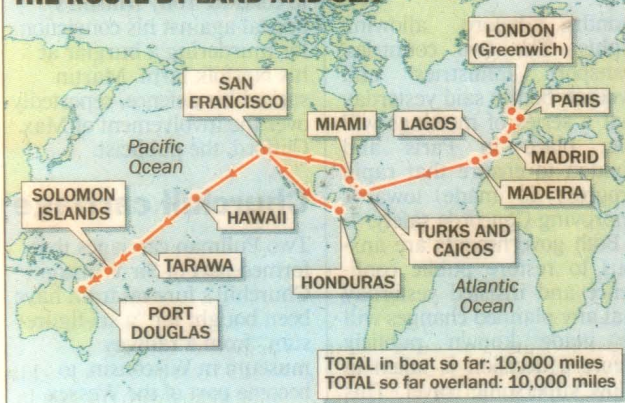 THE ROUTE BY LAND AND SEA
LONDON
(Greenwich)
SAN
FRANCISCO
PARIS
MIAMI
LAGOS
Pacific
Ocean
MADRID
MADEIRA
SOLOMON
ISLANDS
HAWAII
TURKS AND
CAICOS
TARAWA
HONDURAS
Atlantic
Ocean
PORT
DOUGLAS
TOTAL in boat so far: 10,000 miles
TOTAL so far overland: 10,000 miles